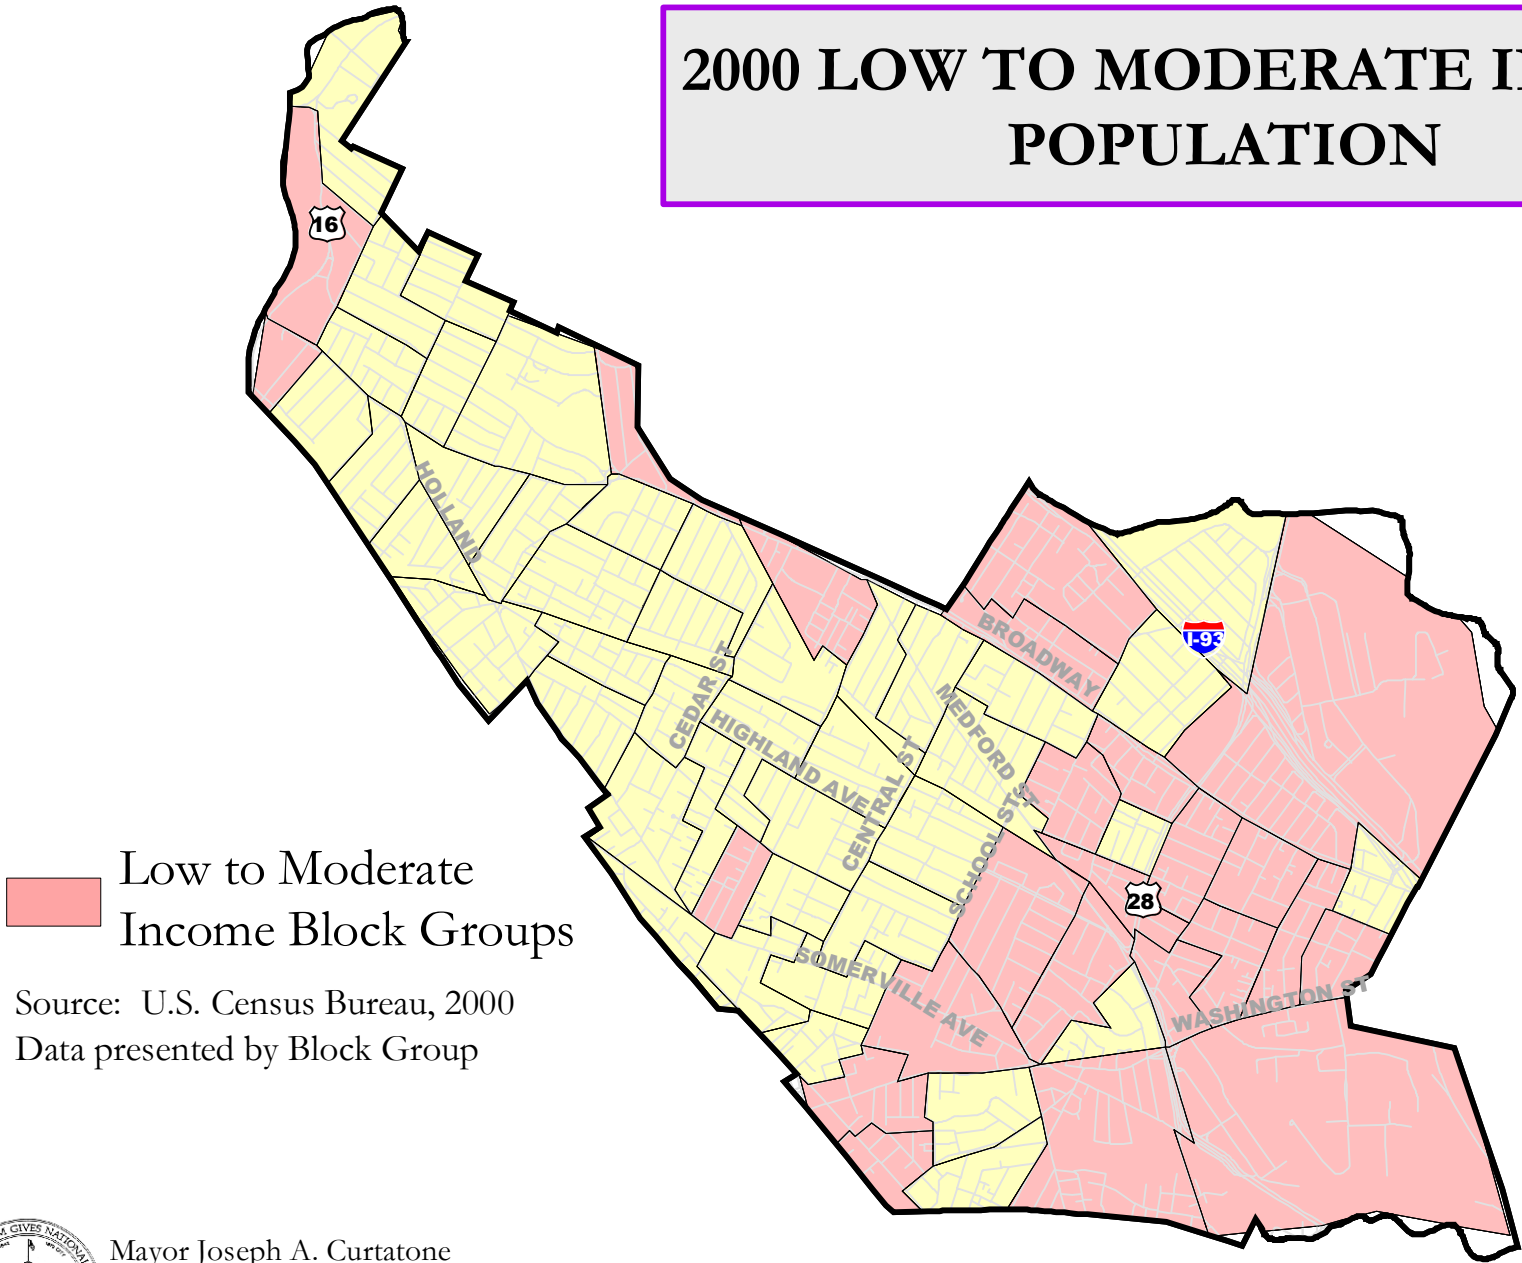 2000 LOW TO MODERATE
POPULATION
16
HOLLAND
BROADWAY
I-93
CEDAR ST
HIGHLAND AVE
MEDFORD ST
CENTRAL ST
SCHOOL ST
28
SOMERVILLE AVE
WASHINGTON ST
Low to Moderate
Income Block Groups
Source: U.S. Census Bureau, 2000
Data presented by Block Group
GIVES NATIONAL
Mayor Joseph A. Curtatone